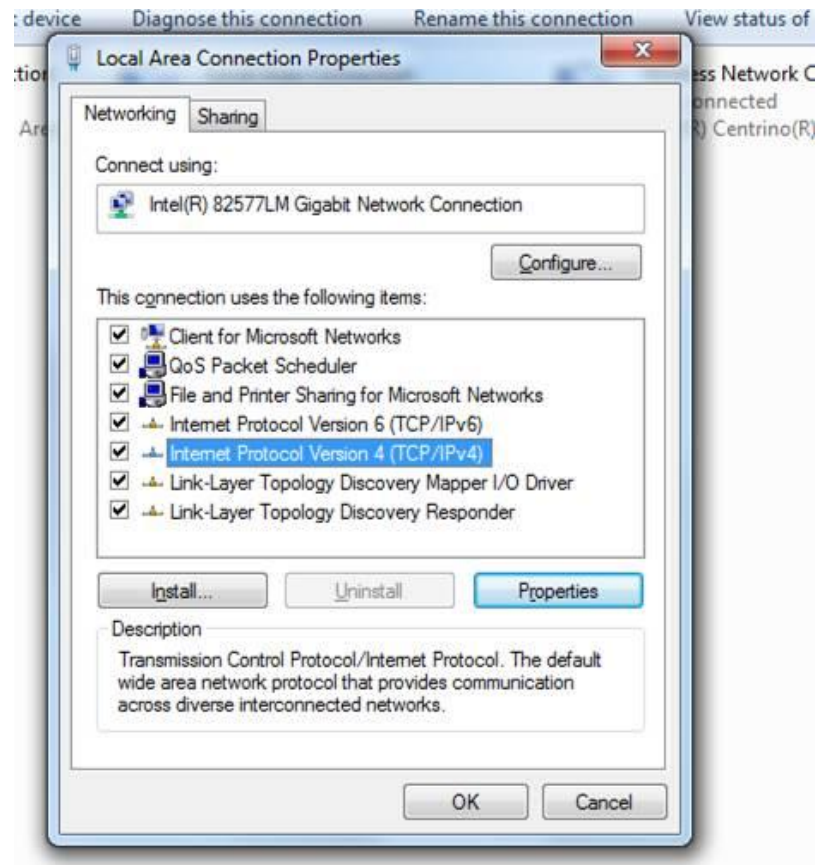 device Diagnose this connection Rename this connection View status of
Local Area Connection Properties
Network C
Networking Sharing
Connect using:
Centrino(R)
Intel(R) 82577LM Gigabit Network Connection
Configure...
This connection uses the following items:
Client for Microsoft Networks
QoS Packet Scheduler
File and Printer Sharing for Microsoft Networks
Internet Protocol Version 6 (TCP/IPv6)
Internet Protocol Version 4 (TCP/IPv4)
Link-Layer Topology Discovery Mapper I/O Driver
Link-Layer Topology Discovery Responder
Install... Uninstall Properties
Description
Transmission Control Protocol/Internet Protocol. The default
wide area network protocol that provides communication
across diverse interconnected networks.
OK Cancel